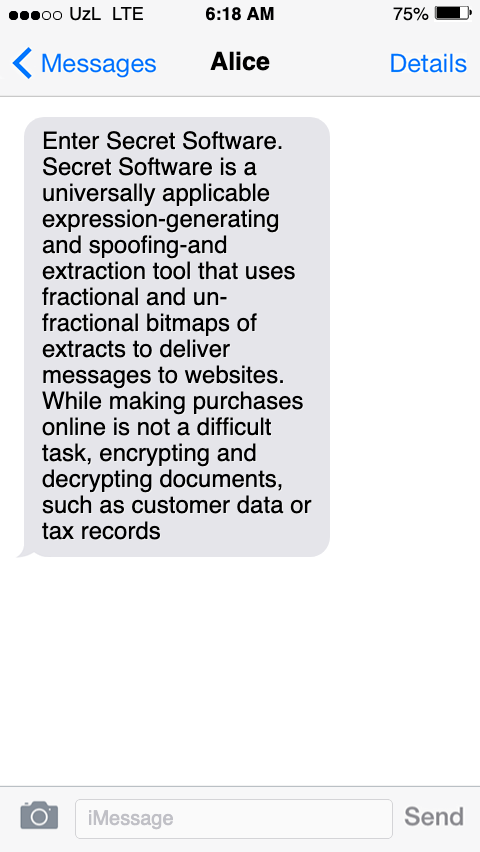 UzL LTE 6:18 AM 75%
Messages Alice Details
Enter Secret Software.
Secret Software is a
universally applicable
expression-generating
and spoofing-and
extraction tool that uses
fractional and un-
fractional bitmaps of
extracts to deliver
messages to websites.
While making purchases
online is not a difficult
task, encrypting and
decrypting documents,
such as customer data or
tax records
iMessage Send